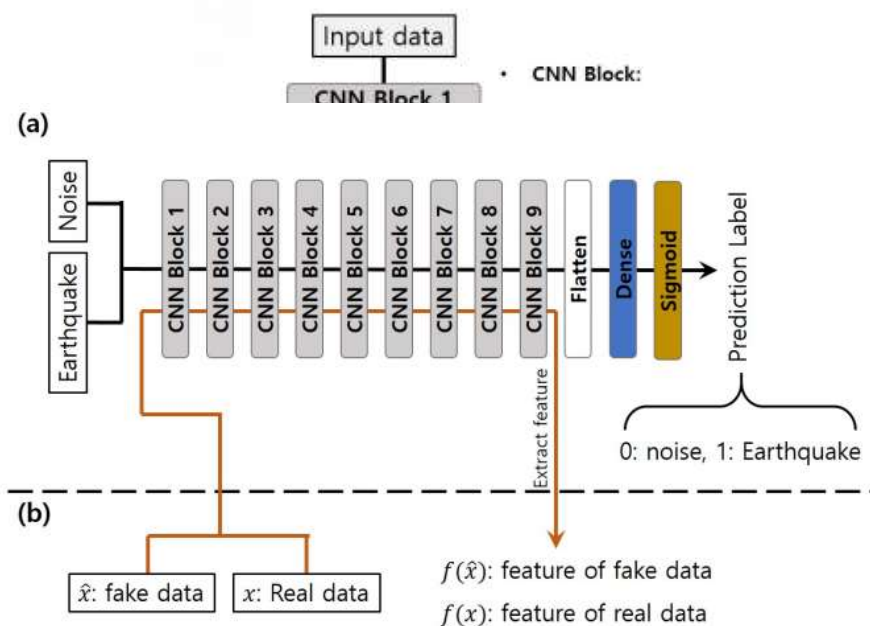 Input data
• CNN Block:
CNN Block 1
(a)
Noise
Earthquake
CNN Block 1
CNN Block 2
CNN Block 3
CNN Block 4
CNN Block 5
CNN Block 6
CNN Block 7
CNN Block 8
CNN Block 9
Flatten
Dense
Sigmoid
Prediction Label
Extract feature
0: noise, 1: Earthquake
(b)
x̂: fake data
x: Real data
f(x̂): feature of fake data
f(x): feature of real data